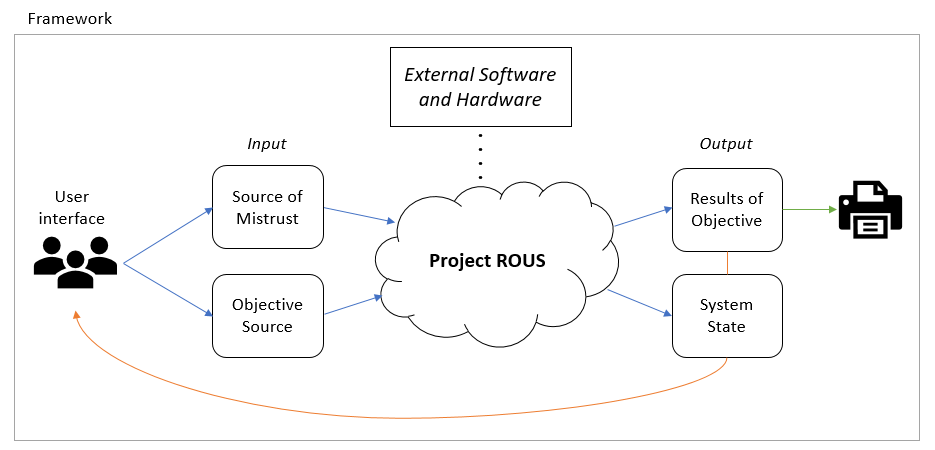 Framework
External Software
and Hardware
Input
Output
User
interface
Source of
Mistrust
Results of
Objective
Project ROUS
Objective
Source
System
State